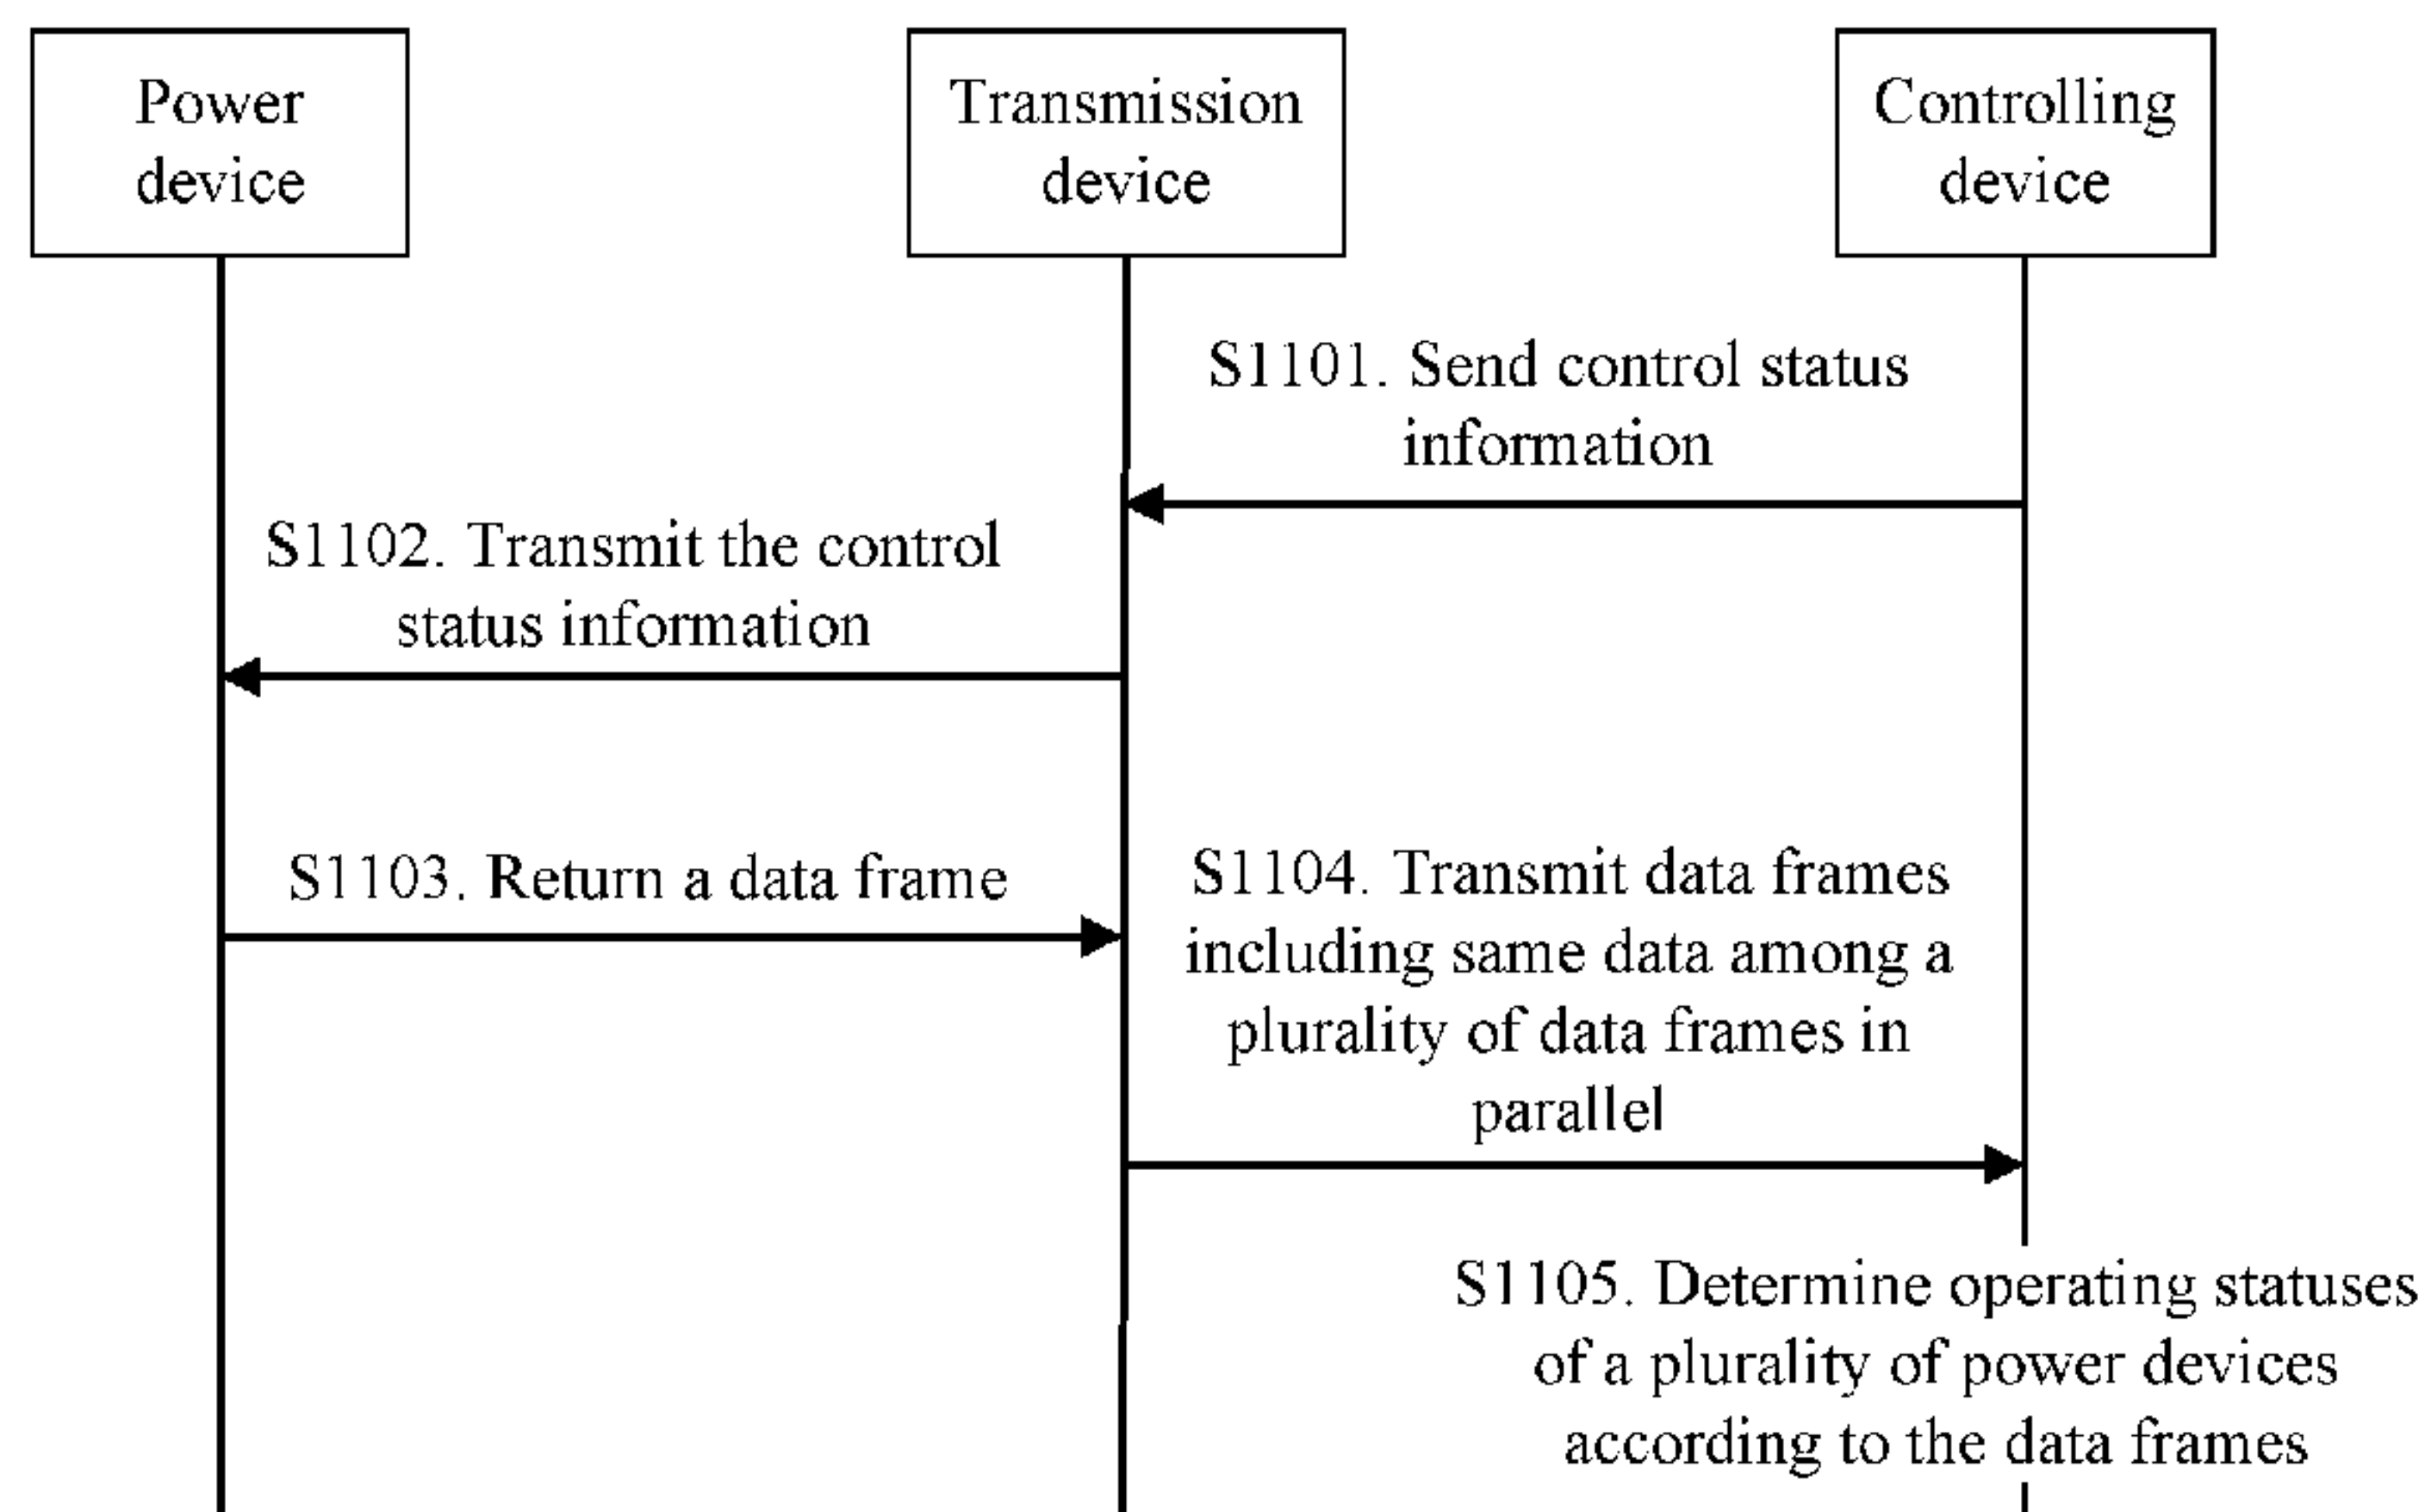 Power
device
Transmission
device
Controlling
device
S1101. Send control status
information
S1102. Transmit the control
status information
S1103. Return a data frame
S1104. Transmit data frames
including same data among a
plurality of data frames in
parallel
S1105. Determine operating statuses
of a plurality of power devices
according to the data frames